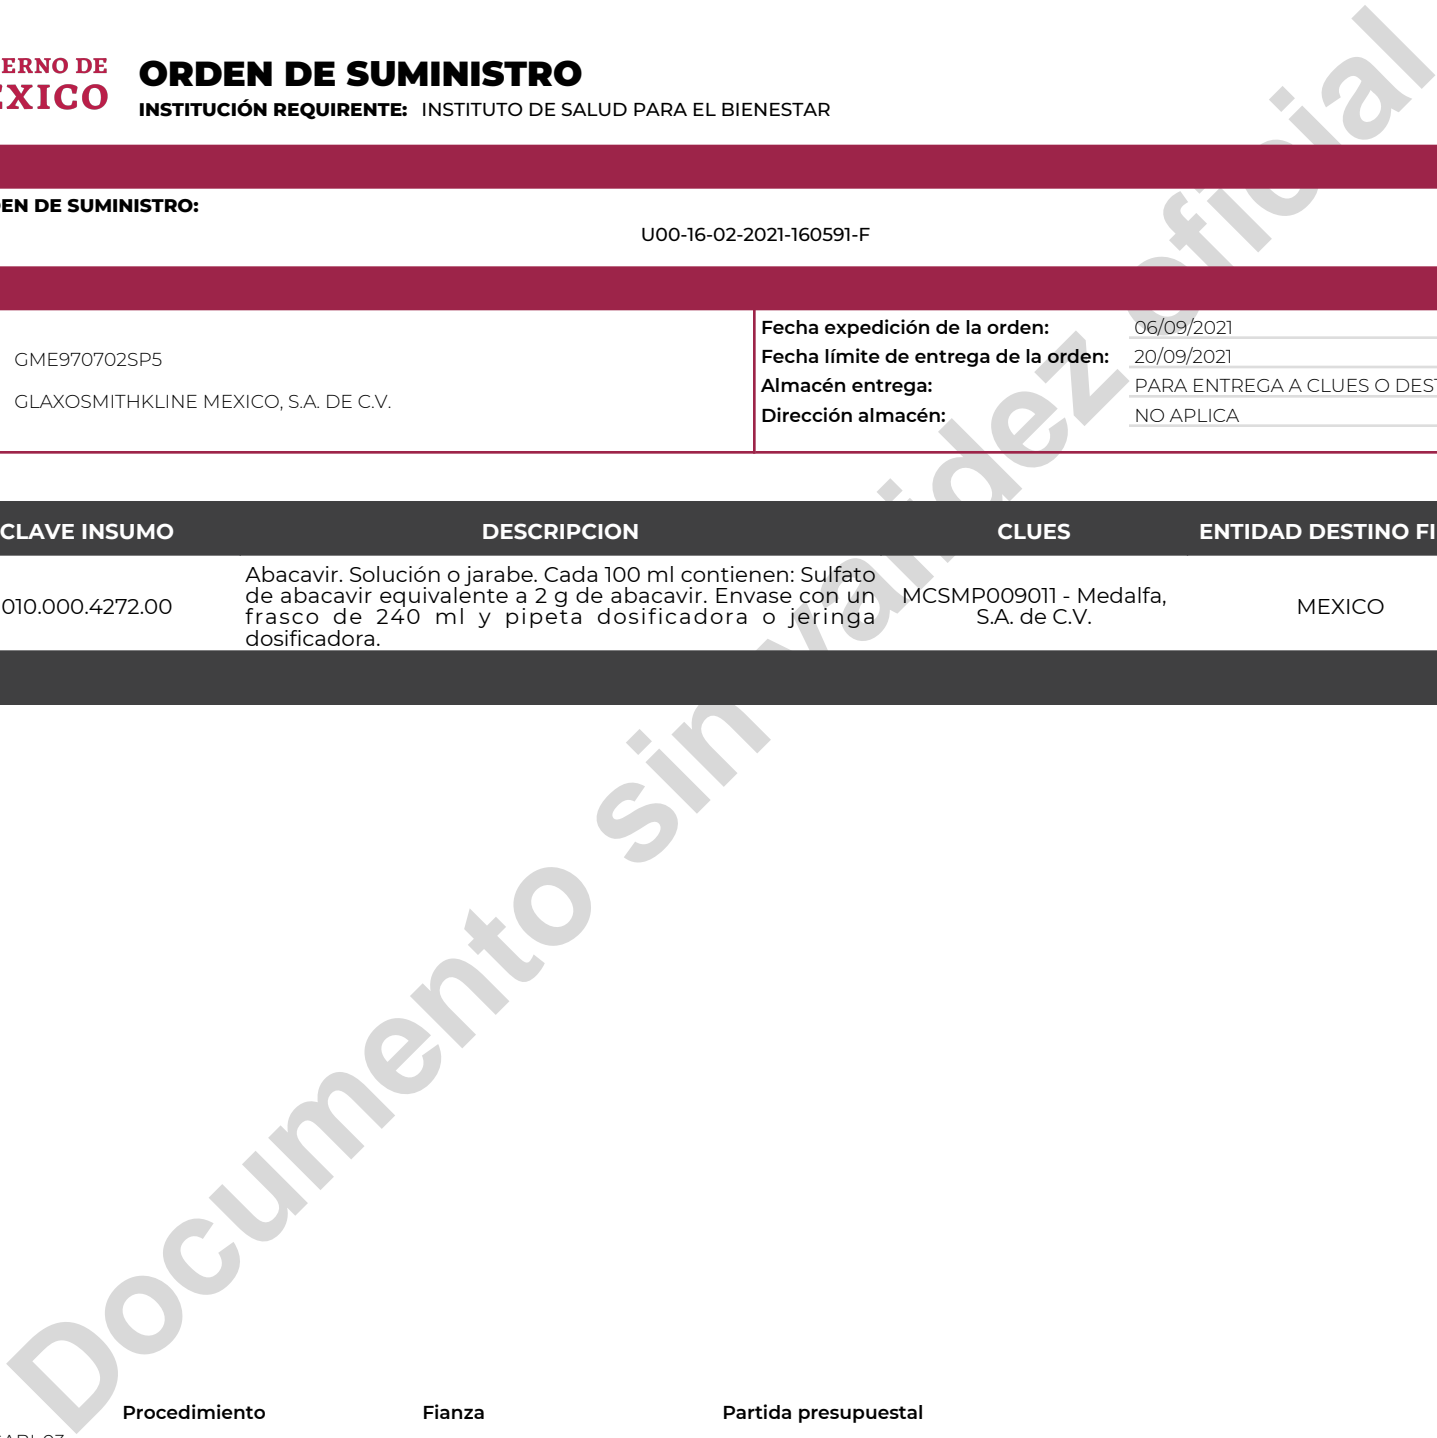 ERNO DE
EXICO
ORDEN DE SUMINISTRO
INSTITUCIÓN REQUIRENTE: INSTITUTO DE SALUD PARA EL BIENESTAR
EN DE SUMINISTRO:
U00-16-02-2021-160591-F
GME970702SP5
GLAXOSMITHKLINE MEXICO, S.A. DE C.V.
Fecha expedición de la orden: 06/09/2021
Fecha límite de entrega de la orden: 20/09/2021
Almacén entrega: PARA ENTREGA A CLUES O DEST
Dirección almacén: NO APLICA
CLAVE INSUMO DESCRIPCION CLUES ENTIDAD DESTINO FI
010.000.4272.00
Abacavir. Solución o jarabe. Cada 100 ml contienen: Sulfato
de abacavir equivalente a 2 g de abacavir. Envase con un
frasco de 240 ml y pipeta dosificadora o jeringa
dosificadora.
MCSMP009011 - Medalfa,
S.A. de C.V.
MEXICO
Documento sin validez oficial
Procedimiento Fianza Partida presupuestal